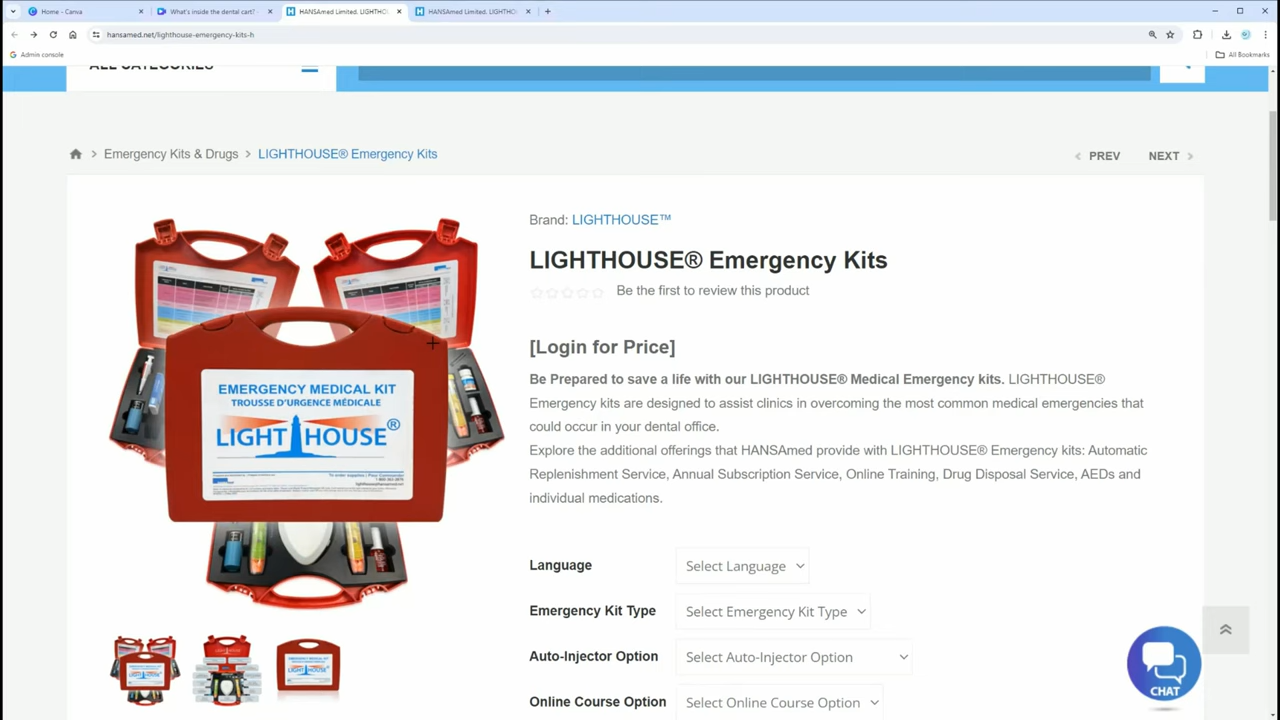 Home - Canva
What's inside the dental cart?
HANSAmed Limited. LIGHTHO
HANSAmed Limited. LIGHTHO
hansamed.net/lighthouse-emergency-kits-h
Admin console
All Bookmarks
ALL CATEGORIES
Emergency Kits & Drugs
LIGHTHOUSE® Emergency Kits
PREV
NEXT
Brand: LIGHTHOUSE™
LIGHTHOUSE® Emergency Kits
Be the first to review this product
[Login for Price]
Be Prepared to save a life with our LIGHTHOUSE® Medical Emergency kits. LIGHTHOUSE®
Emergency kits are designed to assist clinics in overcoming the most common medical emergencies that
could occur in your dental office.
Explore the additional offerings that HANSAmed provide with LIGHTHOUSE® Emergency kits: Automatic
Replenishment Service, Annual Subscription Service, Online Training, Drug Disposal Service, AEDs and
individual medications.
EMERGENCY MEDICAL KIT
TROUSSE D'URGENCE MÉDICALE
LIGHTHOUSE®
Language
Select Language
Emergency Kit Type
Select Emergency Kit Type
Auto-Injector Option
Select Auto-Injector Option
Online Course Option
Select Online Course Option
CHAT